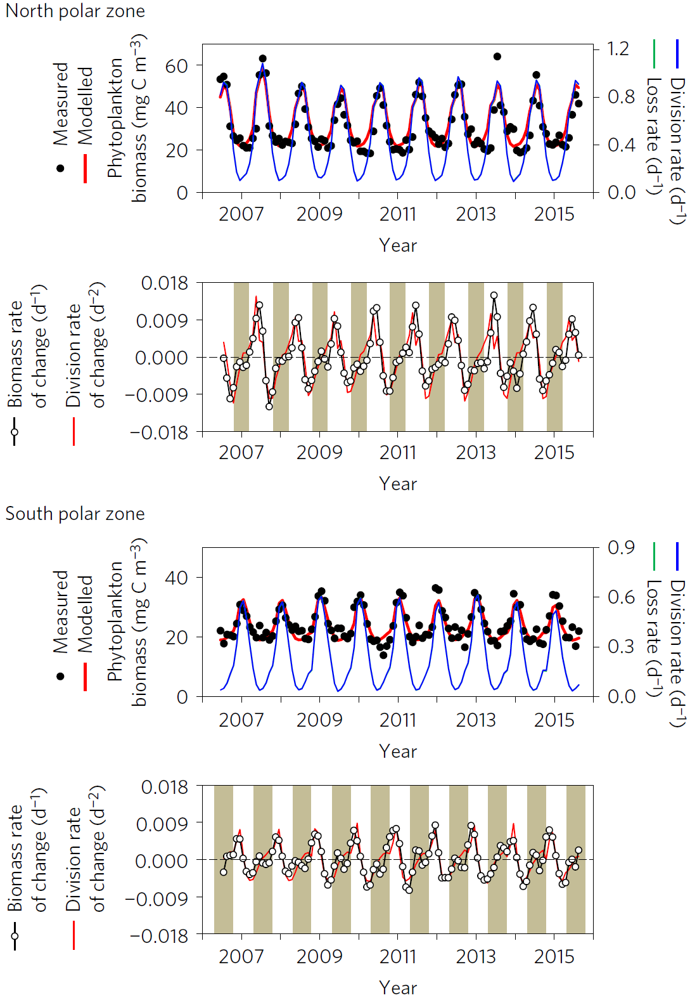 North polar zone
Measured
Modelled
Phytoplankton
biomass (mg C m−3)
60
40
20
0
1.2
0.8
0.4
0.0
Loss rate (d−1)
Division rate (d−1)
2007
2009
2011
2013
2015
Year
Biomass rate
of change (d−1)
Division rate
of change (d−2)
0.018
0.009
0.000
−0.009
−0.018
2007
2009
2011
2013
2015
Year
South polar zone
Measured
Modelled
Phytoplankton
biomass (mg C m−3)
40
20
0
0.9
0.6
0.3
0.0
Loss rate (d−1)
Division rate (d−1)
2007
2009
2011
2013
2015
Year
Biomass rate
of change (d−1)
Division rate
of change (d−2)
0.018
0.009
0.000
−0.009
−0.018
2007
2009
2011
2013
2015
Year